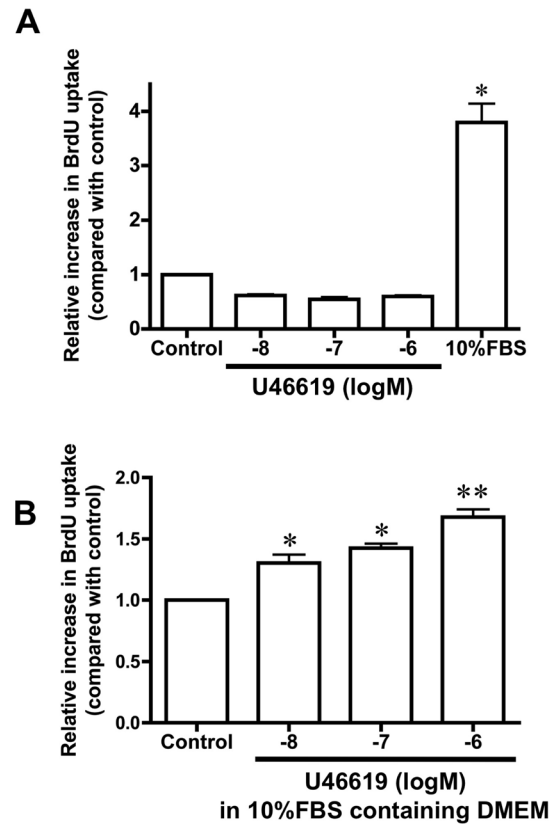 A
Relative increase in BrdU uptake
(compared with control)
4
3
2
1
0
*
Control
-8
-7
-6
10%FBS
U46619 (logM)
B
Relative increase in BrdU uptake
(compared with control)
2.0
1.5
1.0
0.5
0.0
*
*
**
Control
-8
-7
-6
U46619 (logM)
in 10%FBS containing DMEM